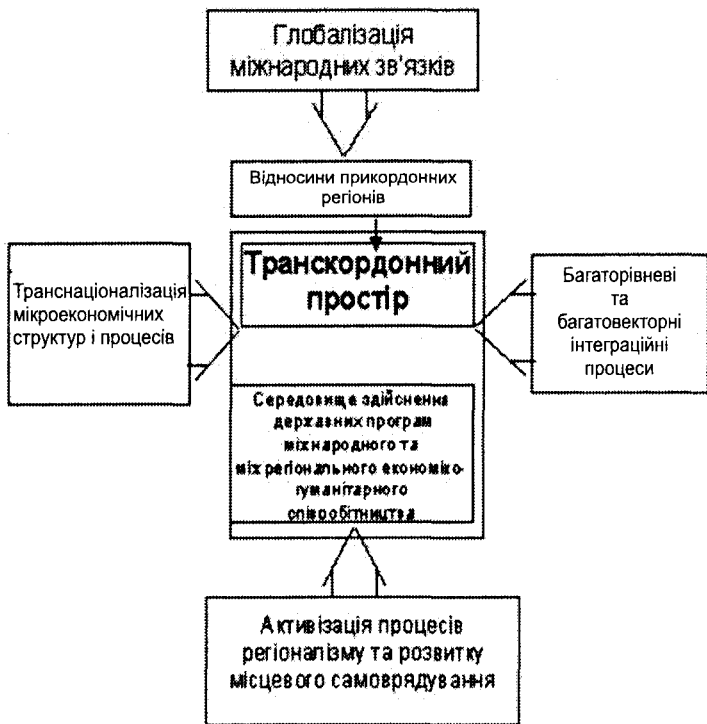 Глобалізація
міжнародних зв'язків
Відносини прикордонних
регіонів
Транскордонний
простір
Транснаціоналізація
мікроекономічних
структур і процесів
Багаторівневі
та
багатовекторні
інтеграційні
процеси
Середовище здійснення
державних програм
міжнародного та
міжрегіонального економіко-
гуманітарного
співробітництва
Активізація процесів
регіоналізму та розвитку
місцевого самоврядування